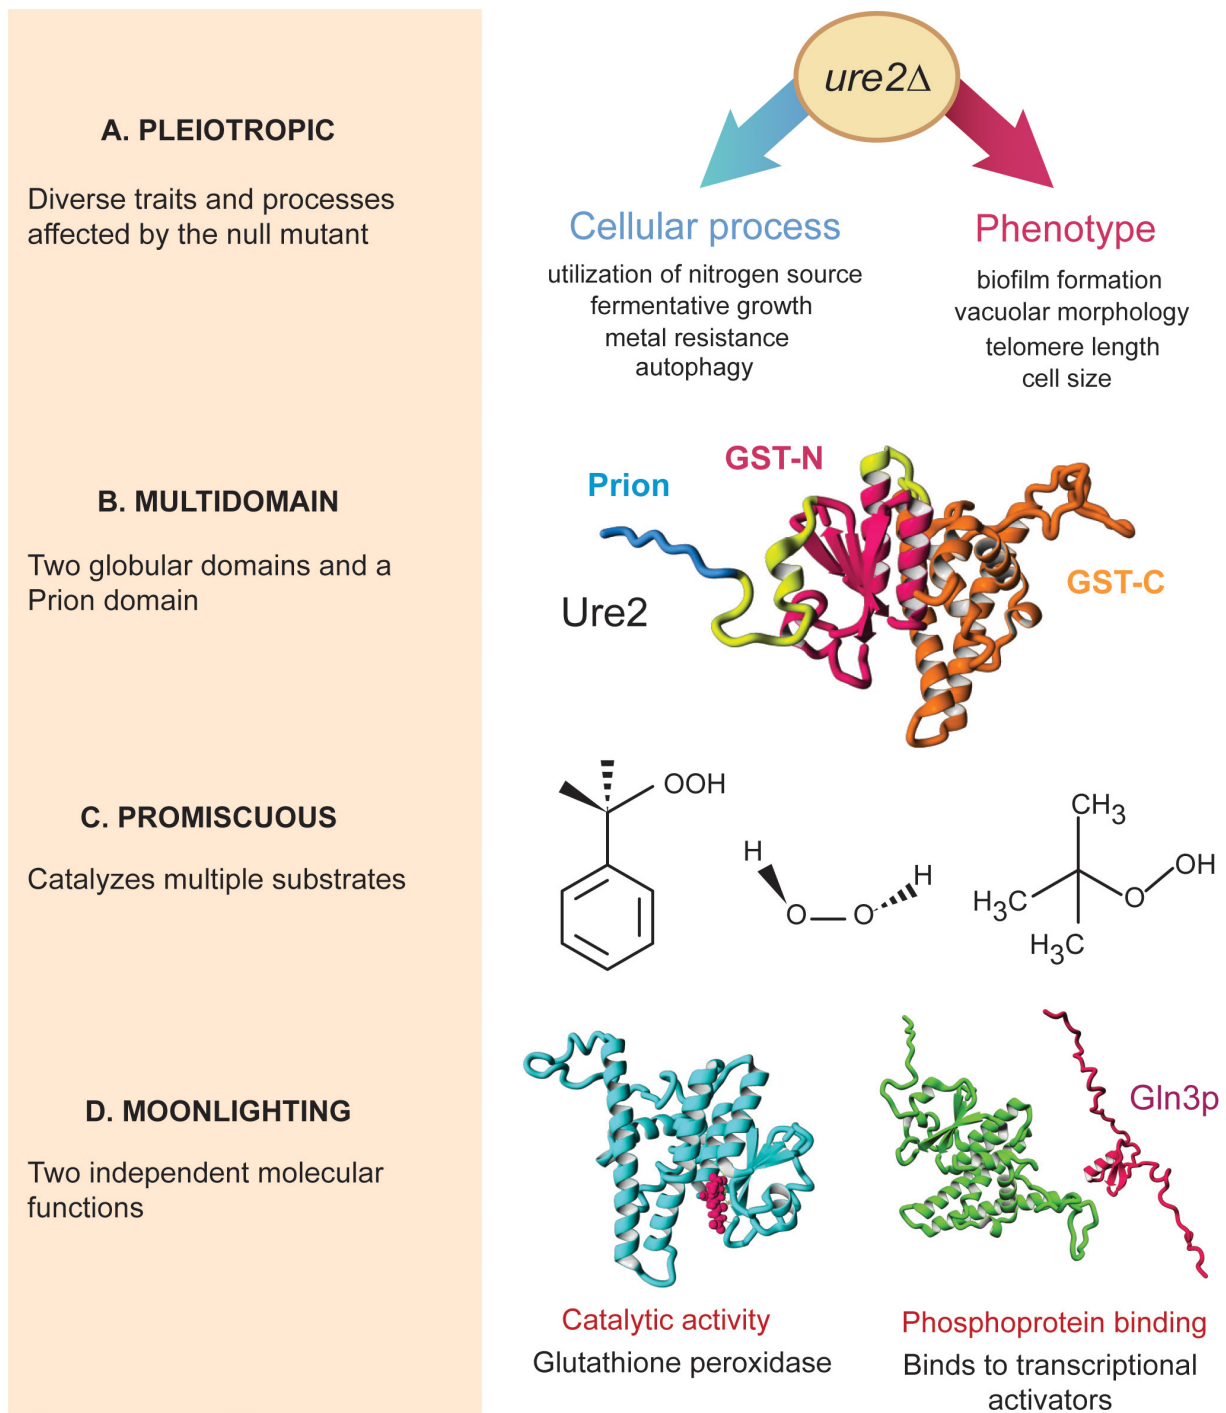 A. PLEIOTROPIC
Diverse traits and processes
affected by the null mutant
ure2Δ
Cellular process
utilization of nitrogen source
fermentative growth
metal resistance
autophagy
Phenotype
biofilm formation
vacuolar morphology
telomere length
cell size
B. MULTIDOMAIN
Two globular domains and a
Prion domain
Prion
GST-N
Ure2
GST-C
C. PROMISCUOUS
Catalyzes multiple substrates
OOH
H
O
O
H
CH3
H3C
H3C
O
OH
D. MOONLIGHTING
Two independent molecular
functions
Gln3p
Catalytic activity
Glutathione peroxidase
Phosphoprotein binding
Binds to transcriptional
activators